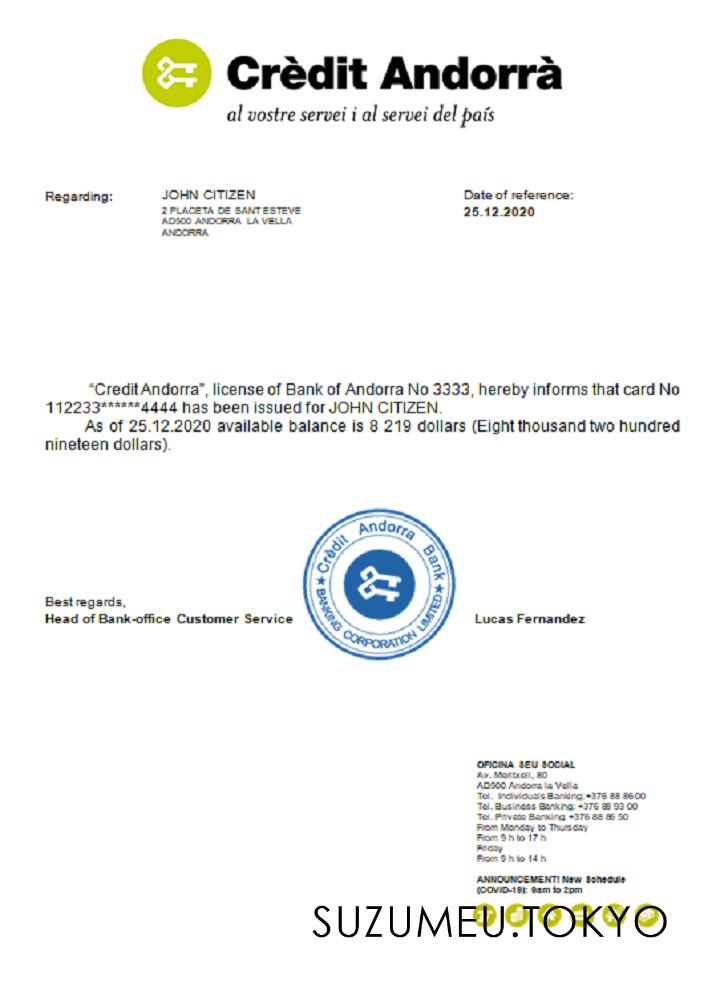 Crèdit Andorrà
al vostre servei i al servei del país
Regarding:
JOHN CITIZEN
2 PLACETA DE SANT ESTEVE
AD500 ANDORRA LA VELLA
ANDORRA
Date of reference:
25.12.2020
“Credit Andorra”, license of Bank of Andorra No 3333, hereby informs that card No
112233******4444 has been issued for JOHN CITIZEN.
As of 25.12.2020 available balance is 8 219 dollars (Eight thousand two hundred
nineteen dollars).
Crèdit Andorra Bank
BANKING CORPORATION LIMITED
Best regards,
Head of Bank-office Customer Service
Lucas Fernandez
OFICINA SEU SOCIAL
Av. Meritxell, 80
AD500 Andorra la Vella
Tel. Individuals Banking: +376 88 86 00
Tel. Business Banking: +376 88 93 00
Tel. Private Banking +376 88 86 50
From Monday to Thursday
From 9 h to 17 h
Friday
From 9 h to 14 h
ANNOUNCEMENT! New Schedule
(COVID-19): 9am to 2pm
SUZUMEU.TOKYO